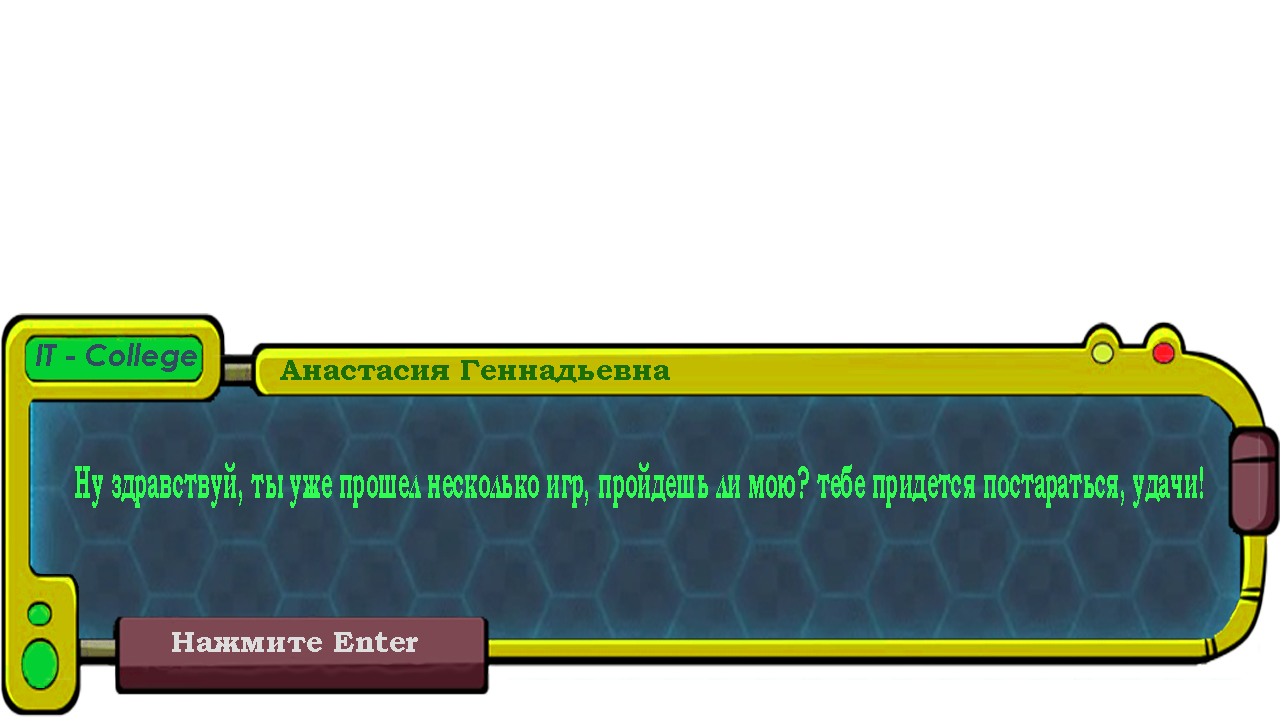 IT - College
Анастасия Геннадьевна
Ну здравствуй, ты уже прошел несколько игр, пройдешь ли мою? тебе придется постараться, удачи!
Нажмите Enter